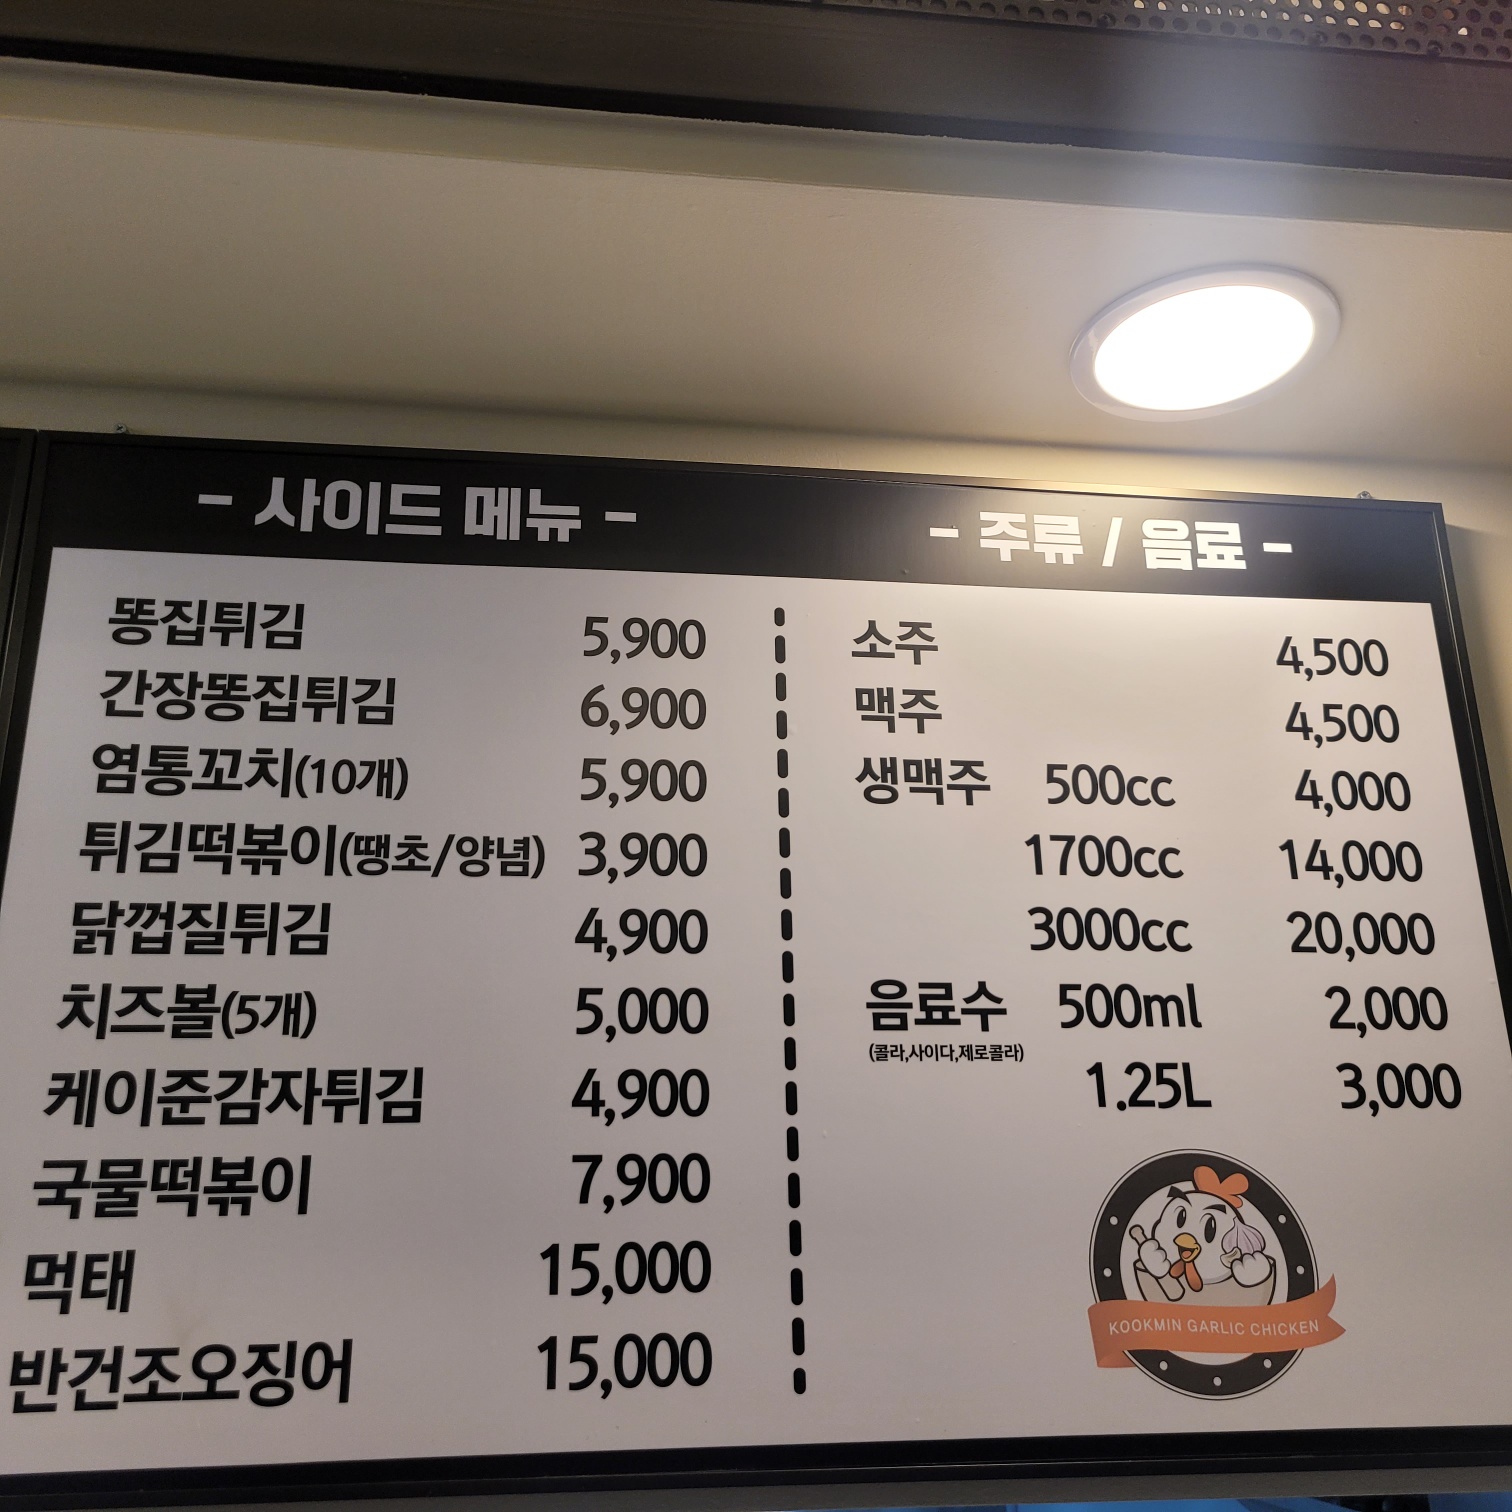 - 사이드 메뉴 -
똥집튀김 5,900
간장똥집튀김 6,900
염통꼬치(10개) 5,900
튀김떡볶이(땡초/양념) 3,900
닭껍질튀김 4,900
치즈볼(5개) 5,000
케이준감자튀김 4,900
국물떡볶이 7,900
먹태 15,000
반건조오징어 15,000
- 주류 / 음료 -
소주 4,500
맥주 4,500
생맥주 500cc 4,000
1700cc 14,000
3000cc 20,000
음료수 500ml 2,000
(콜라,사이다,제로콜라)
1.25L 3,000
KOOKMIN GARLIC CHICKEN